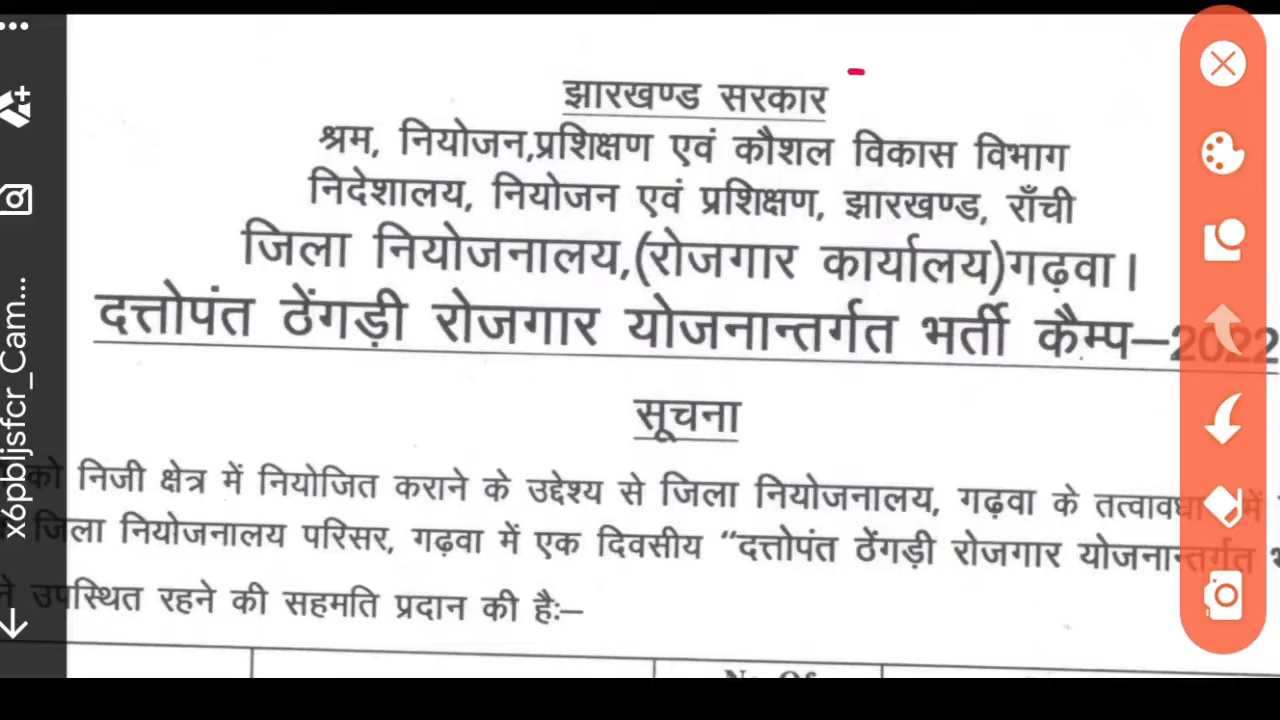 झारखण्ड सरकार
श्रम, नियोजन,प्रशिक्षण एवं कौशल विकास विभाग
निदेशालय, नियोजन एवं प्रशिक्षण, झारखण्ड, राँची
जिला नियोजनालय,(रोजगार कार्यालय)गढ़वा।
दत्तोपंत ठेंगड़ी रोजगार योजनान्तर्गत भर्ती कैम्प–2022
सूचना
को निजी क्षेत्र में नियोजित कराने के उद्देश्य से जिला नियोजनालय, गढ़वा के तत्वावधान में
जिला नियोजनालय परिसर, गढ़वा में एक दिवसीय "दत्तोपंत ठेंगड़ी रोजगार योजनान्तर्गत
उपस्थित रहने की सहमति प्रदान की है:–
x6pbljsfcr_Cam...